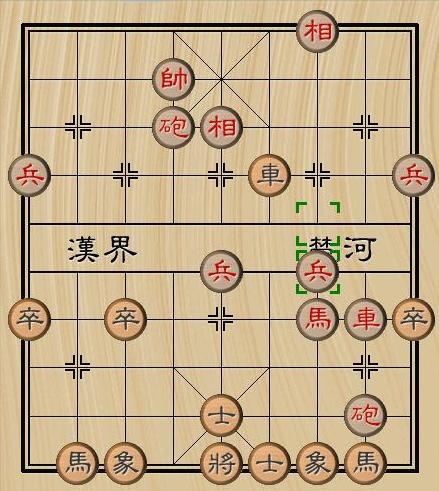 相
帥
砲 相
兵 車 兵
漢界 河
兵 兵
卒 卒 馬 車 卒
士 砲
馬 象 將 士 象 馬